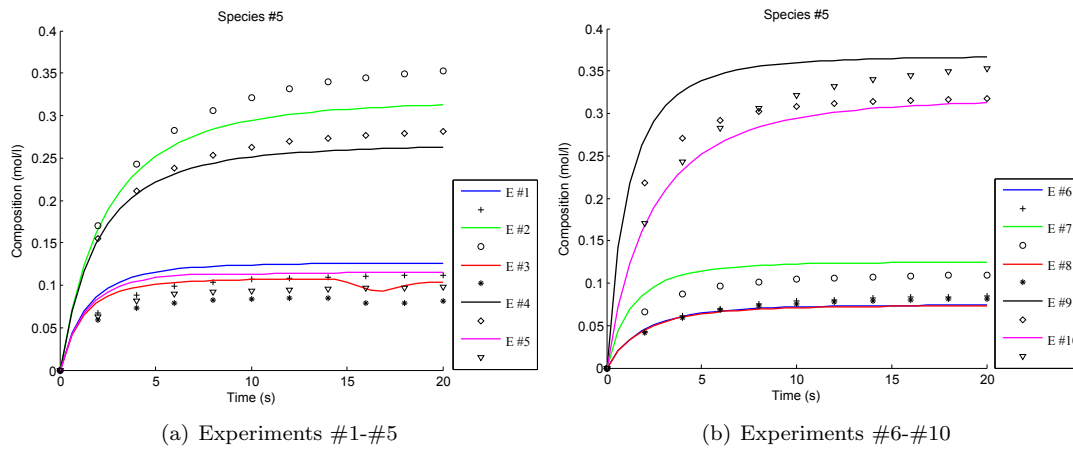 Species #5
0.4
0.35
0.3
0.25
0.2
0.15
0.1
0.05
0
Composition (mol/l)
0
5
10
15
20
Time (s)
E #1
E #2
E #3
E #4
E #5
(a) Experiments #1-#5
Species #5
0.4
0.35
0.3
0.25
0.2
0.15
0.1
0.05
0
Composition (mol/l)
0
5
10
15
20
Time (s)
E #6
E #7
E #8
E #9
E #10
(b) Experiments #6-#10